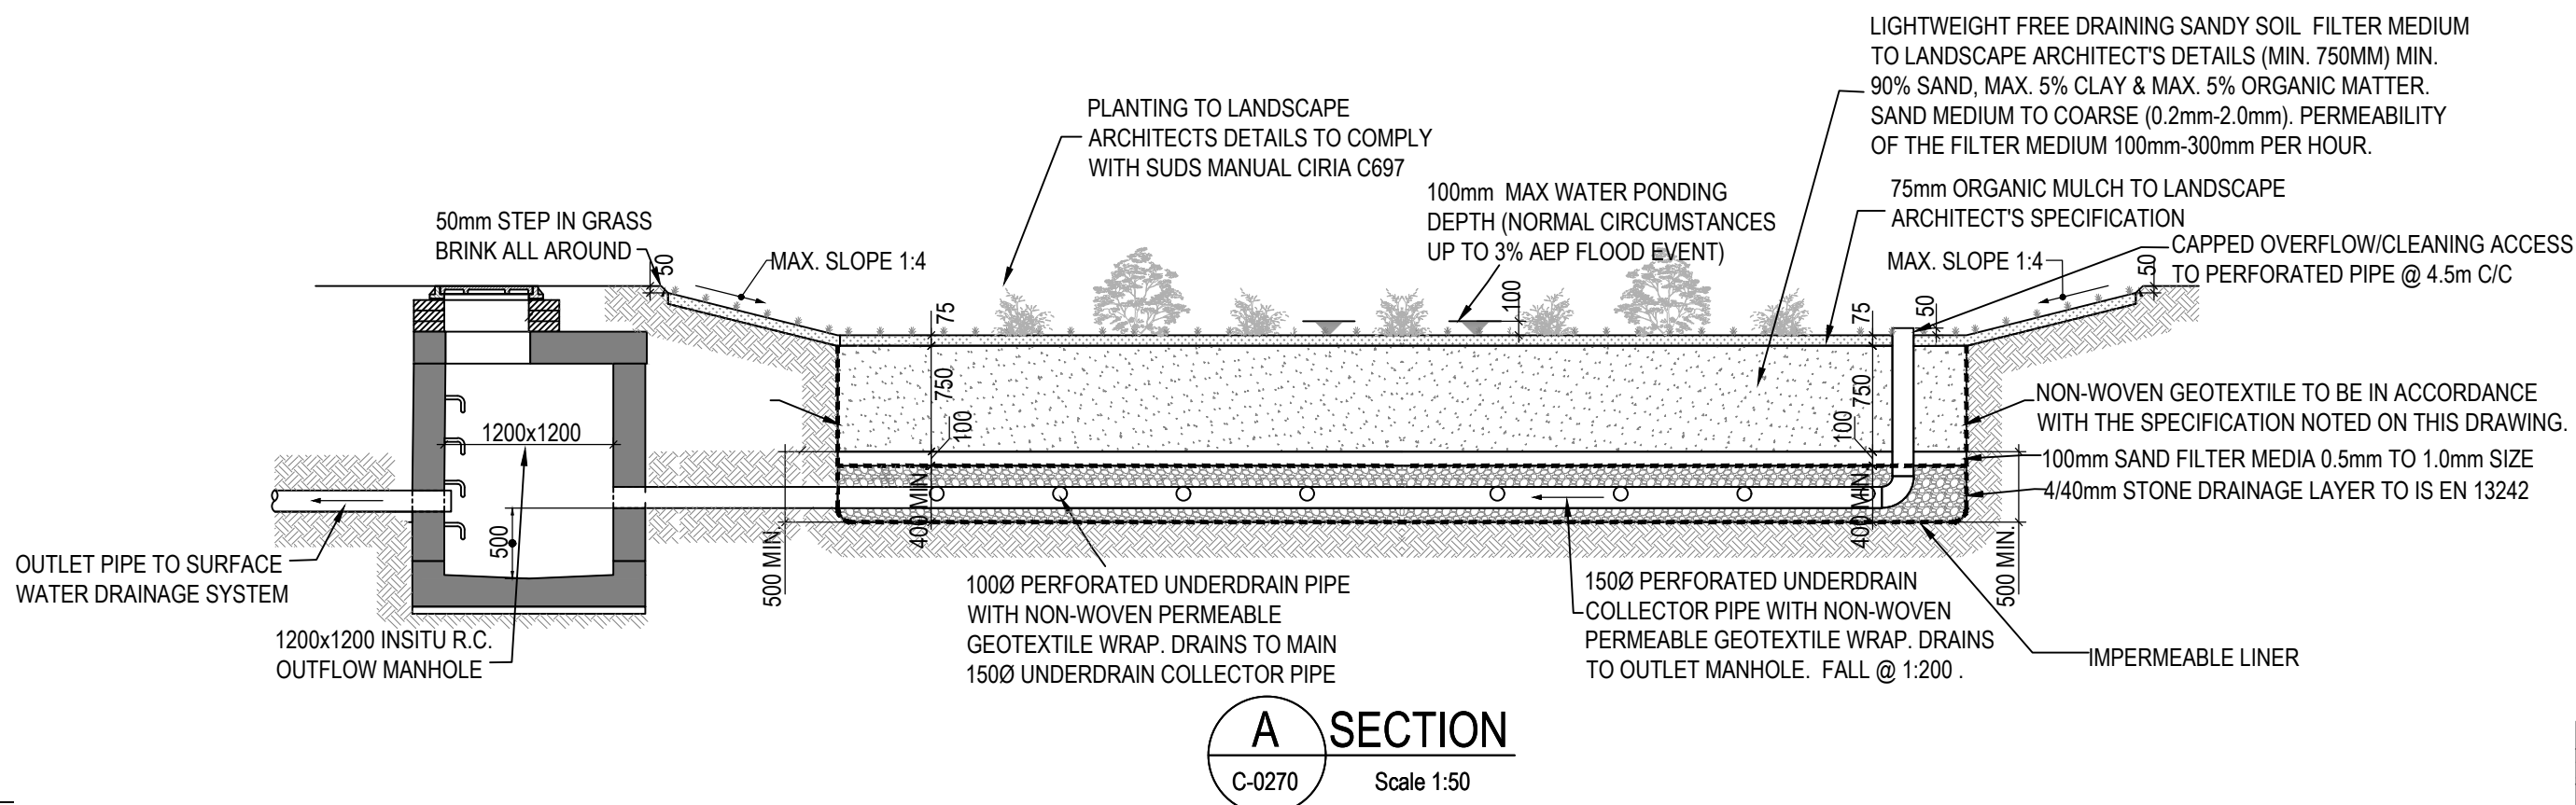 LIGHTWEIGHT FREE DRAINING SANDY SOIL FILTER MEDIUM
TO LANDSCAPE ARCHITECT'S DETAILS (MIN. 750MM) MIN.
90% SAND, MAX. 5% CLAY & MAX. 5% ORGANIC MATTER.
SAND MEDIUM TO COARSE (0.2mm-2.0mm). PERMEABILITY
OF THE FILTER MEDIUM 100mm-300mm PER HOUR.
PLANTING TO LANDSCAPE
ARCHITECTS DETAILS TO COMPLY
WITH SUDS MANUAL CIRIA C697
100mm MAX WATER PONDING
DEPTH (NORMAL CIRCUMSTANCES
UP TO 3% AEP FLOOD EVENT)
75mm ORGANIC MULCH TO LANDSCAPE
ARCHITECT'S SPECIFICATION
50mm STEP IN GRASS
BRINK ALL AROUND
50
MAX. SLOPE 1:4
MAX. SLOPE 1:4
CAPPED OVERFLOW/CLEANING ACCESS
TO PERFORATED PIPE @ 4.5m C/C
50
75
100
75
50
750
100
750
100
NON-WOVEN GEOTEXTILE TO BE IN ACCORDANCE
WITH THE SPECIFICATION NOTED ON THIS DRAWING.
100mm SAND FILTER MEDIA 0.5mm TO 1.0mm SIZE
4/40mm STONE DRAINAGE LAYER TO IS EN 13242
1200x1200
500
500 MIN.
400 MIN.
400 MIN.
500 MIN.
OUTLET PIPE TO SURFACE
WATER DRAINAGE SYSTEM
1200x1200 INSITU R.C.
OUTFLOW MANHOLE
100Ø PERFORATED UNDERDRAIN PIPE
WITH NON-WOVEN PERMEABLE
GEOTEXTILE WRAP. DRAINS TO MAIN
150Ø UNDERDRAIN COLLECTOR PIPE
150Ø PERFORATED UNDERDRAIN
COLLECTOR PIPE WITH NON-WOVEN
PERMEABLE GEOTEXTILE WRAP. DRAINS
TO OUTLET MANHOLE. FALL @ 1:200 .
IMPERMEABLE LINER
A SECTION
C-0270 Scale 1:50